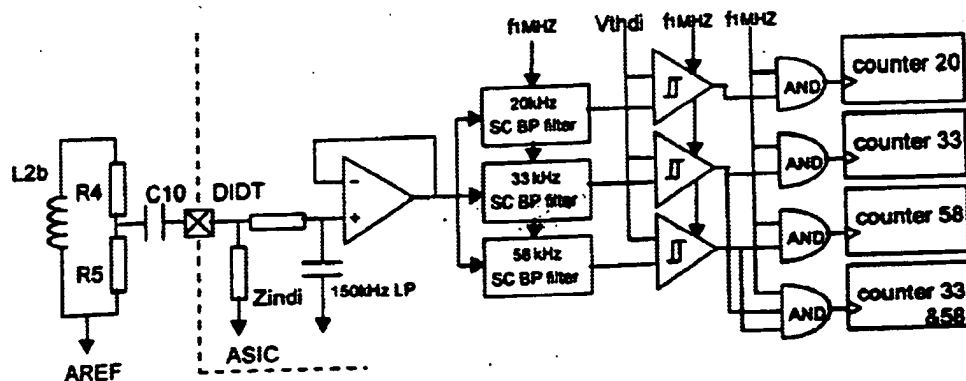 f1MHZ
Vthdi
f1MHZ
f1MHZ
20kHz
SC BP filter
33 kHz
SC BP filter
58 kHz
SC BP filter
AND
AND
AND
AND
counter 20
counter 33
counter 58
counter 33
&58
L2b
R4
R5
C10
DIDT
-
+
Zindi
150kHz LP
AREF
ASIC